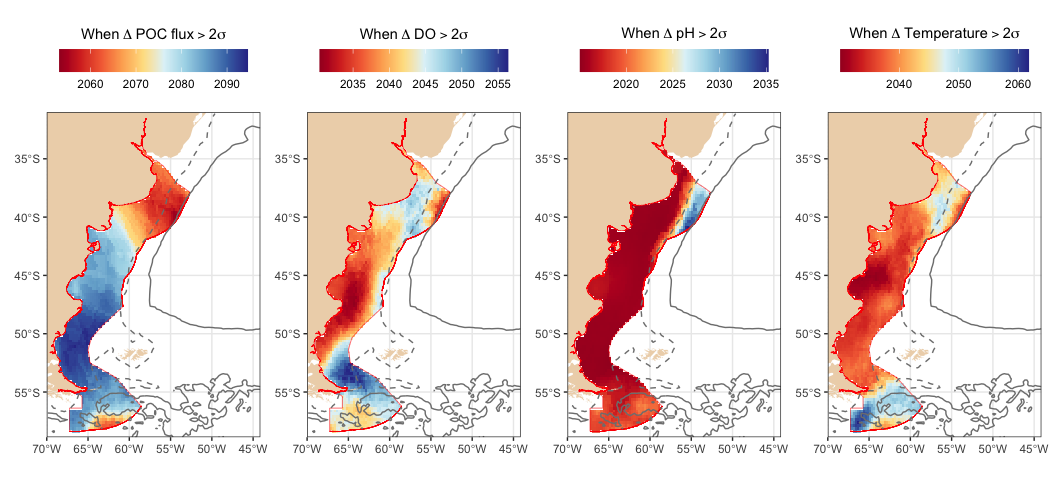 When Δ POC flux > 2σ
When Δ DO > 2σ
When Δ pH > 2σ
When Δ Temperature > 2σ
2060 2070 2080 2090
2035 2040 2045 2050 2055
2020 2025 2030 2035
2040 2050 2060
35°S
40°S
45°S
50°S
55°S
70°W 65°W 60°W 55°W 50°W 45°W
35°S
40°S
45°S
50°S
55°S
70°W 65°W 60°W 55°W 50°W 45°W
35°S
40°S
45°S
50°S
55°S
70°W 65°W 60°W 55°W 50°W 45°W
35°S
40°S
45°S
50°S
55°S
70°W 65°W 60°W 55°W 50°W 45°W